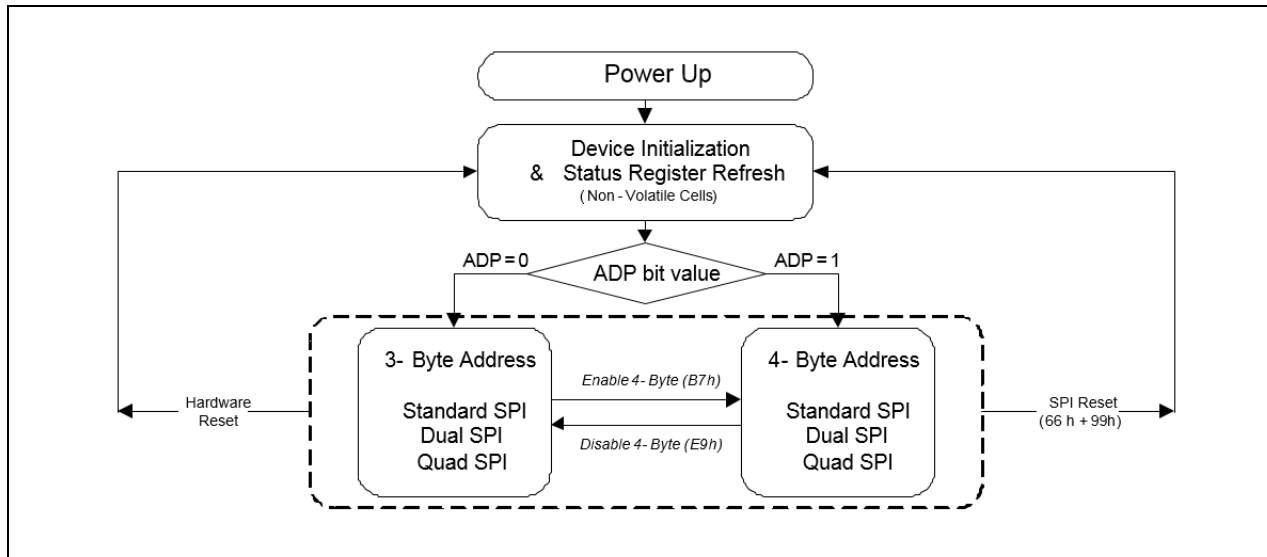 Power Up
Device Initialization
& Status Register Refresh
( Non - Volatile Cells)
ADP = 0
ADP bit value
ADP = 1
3- Byte Address
Standard SPI
Dual SPI
Quad SPI
Enable 4- Byte (B7h)
Disable 4- Byte (E9h)
4- Byte Address
Standard SPI
Dual SPI
Quad SPI
Hardware
Reset
SPI Reset
(66 h + 99h)